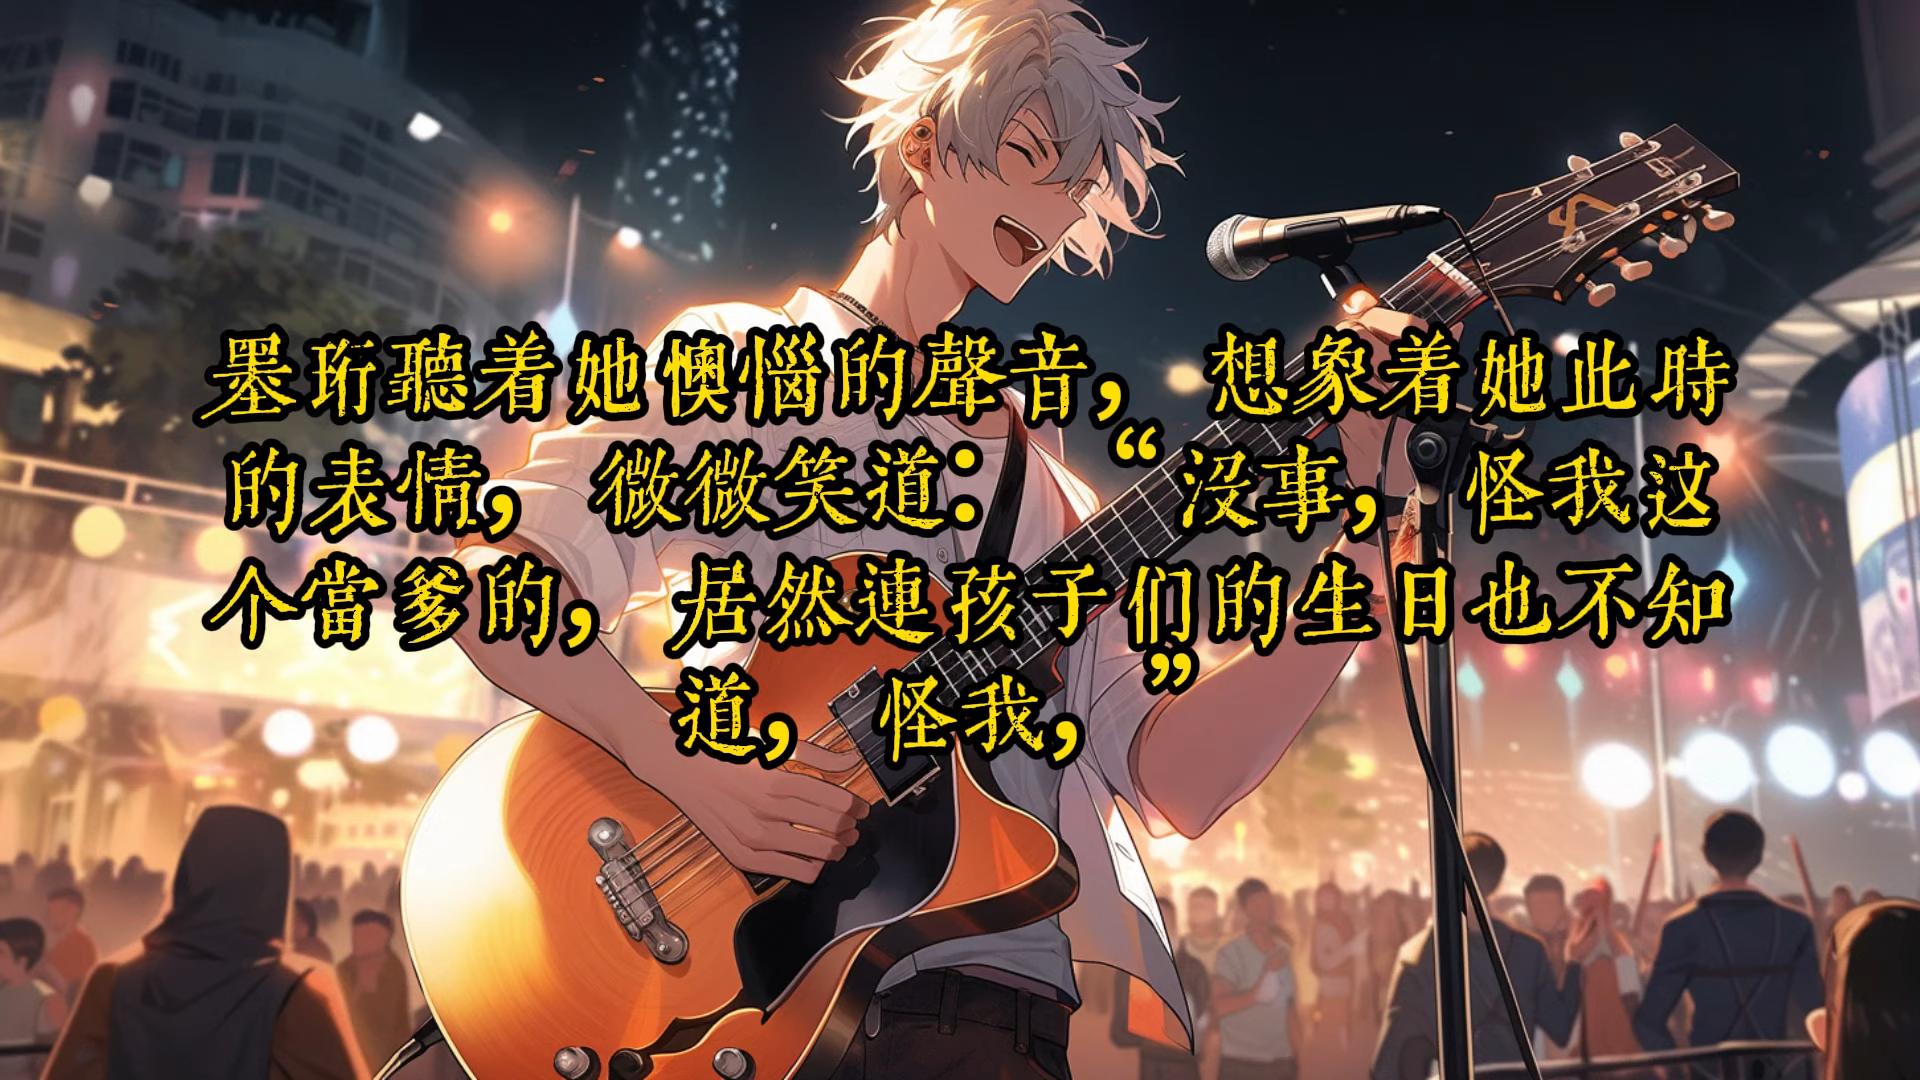 墨珩聽着她懊惱的聲音，想象着她此時
的表情，微微笑道：“沒事，怪我这
个當爹的，居然連孩子们的生日也不知
道，怪我，”